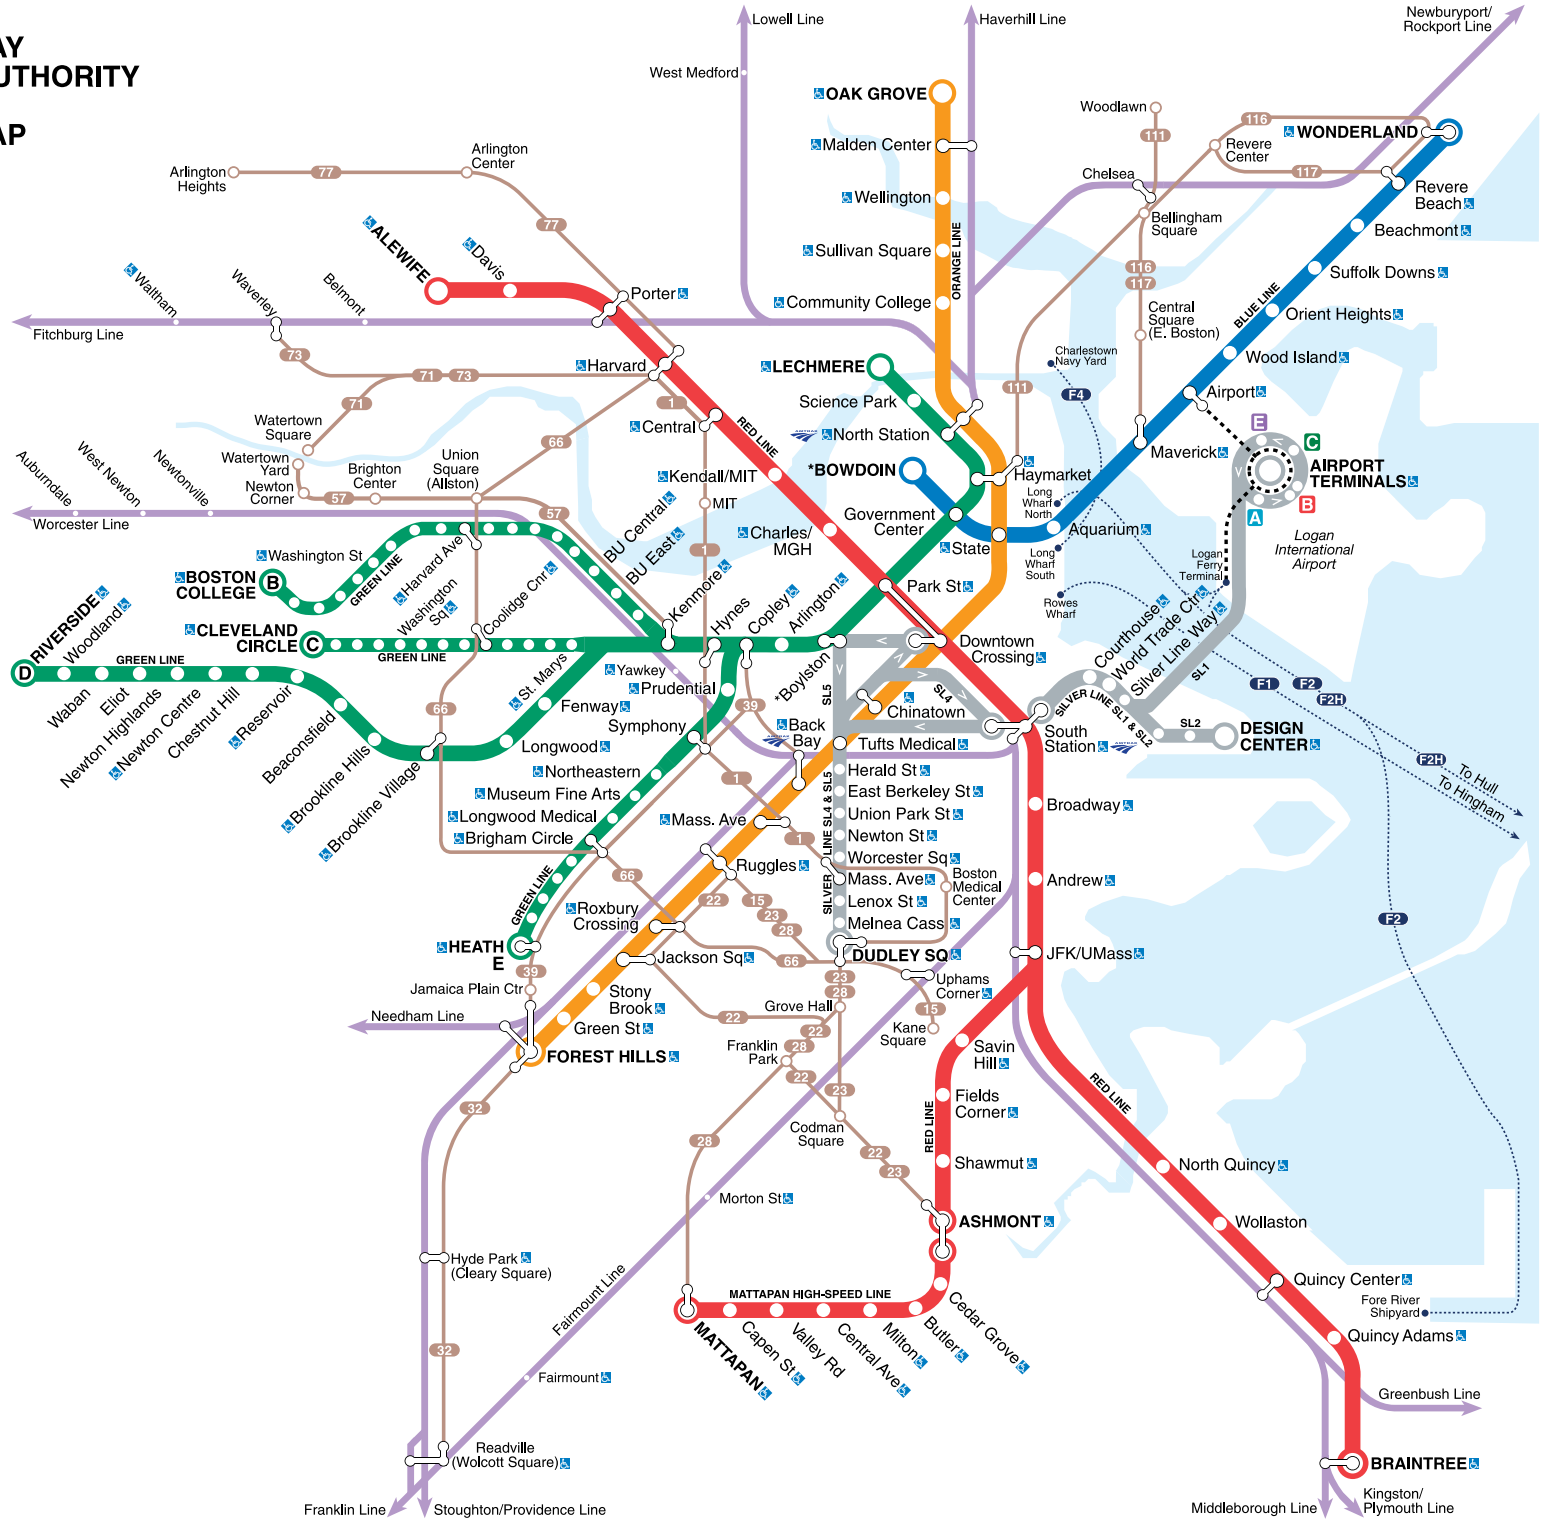 AY
UTHORITY
AP
Lowell Line
Haverhill Line
Newburyport/
Rockport Line
West Medford
OAK GROVE
Malden Center
Wellington
Sullivan Square
Community College
ORANGE LINE
Woodlawn
111
116
WONDERLAND
Revere
Center
117
Chelsea
Bellingham
Square
Revere
Beach
Beachmont
Suffolk Downs
Orient Heights
BLUE LINE
Wood Island
Airport
Maverick
116
117
Central
Square
(E. Boston)
Arlington
Heights
77
Arlington
Center
77
ALEWIFE
Davis
Porter
Waltham
Waverley
Belmont
Fitchburg Line
73
71
73
71
Harvard
1
Central
RED LINE
LECHMERE
Science Park
AMTRAK
North Station
*BOWDOIN
Haymarket
111
Charlestown
Navy Yard
F4
Long
Wharf
North
Aquarium
Long
Wharf
South
Rowes
Wharf
Government
Center
State
E
C
B
A
AIRPORT
TERMINALS
Logan
International
Airport
Logan
Ferry
Terminal
Watertown
Square
Watertown
Yard
Newton
Corner
57
Brighton
Center
Union
Square
(Allston)
66
57
Auburndale
West Newton
Newtonville
Worcester Line
Kendall/MIT
MIT
1
Charles/
MGH
Park St
Downtown
Crossing
Washington St
B
BOSTON
COLLEGE
GREEN LINE
Harvard Ave
BU Central
BU East
CLEVELAND
CIRCLE
C
Washington
Sq
Coolidge Cnr
GREEN LINE
Kenmore
Hynes
Copley
Arlington
*Boylston
D
RIVERSIDE
Woodland
GREEN LINE
Waban
Eliot
Newton Highlands
Newton Centre
Chestnut Hill
Reservoir
Beaconsfield
Brookline Hills
Brookline Village
66
St. Marys
Fenway
Longwood
Yawkey
Prudential
Symphony
Northeastern
Museum Fine Arts
Longwood Medical
Brigham Circle
GREEN LINE
HEATH
E
39
39
Back
Bay
AMTRAK
SL5
SL4
Chinatown
Tufts Medical
South
Station
AMTRAK
Courthouse
World Trade Ctr
Silver Line Way
SL1
SILVER LINE SL1 & SL2
SL2
DESIGN
CENTER
F1
F2
F2H
F2H
To Hull
To Hingham
F2
1
Mass. Ave
1
Ruggles
66
22
15
23
28
Roxbury
Crossing
Jackson Sq
Stony
Brook
Green St
FOREST HILLS
Jamaica Plain Ctr
Needham Line
32
Herald St
East Berkeley St
Union Park St
Newton St
Worcester Sq
Mass. Ave
Lenox St
Melnea Cass
SILVER LINE SL4 & SL5
DUDLEY SQ
Boston
Medical
Center
66
23
28
Grove Hall
22
22
28
22
Franklin
Park
23
Codman
Square
22
23
28
Uphams
Corner
15
Kane
Square
Broadway
Andrew
JFK/UMass
Savin
Hill
Fields
Corner
RED LINE
Shawmut
ASHMONT
RED LINE
North Quincy
Wollaston
Quincy Center
Fore River
Shipyard
Quincy Adams
Greenbush Line
BRAINTREE
Middleborough Line
Kingston/
Plymouth Line
Morton St
MATTAPAN HIGH-SPEED LINE
MATTAPAN
Capen St
Valley Rd
Central Ave
Milton
Butler
Cedar Grove
Hyde Park
(Cleary Square)
Fairmount Line
32
Fairmount
Readville
(Wolcott Square)
Franklin Line
Stoughton/Providence Line